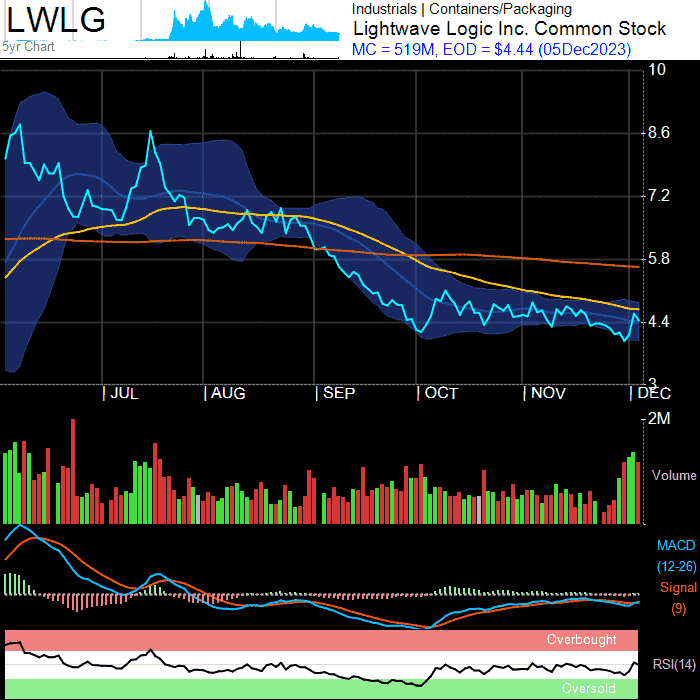 LWLG
5yr Chart
Industrials | Containers/Packaging
Lightwave Logic Inc. Common Stock
MC = 519M, EOD = $4.44 (05Dec2023)
10
8.6
7.2
5.8
4.4
3
JUL
AUG
SEP
OCT
NOV
DEC
2M
Volume
MACD
(12-26)
Signal
(9)
Overbought
RSI(14)
Oversold